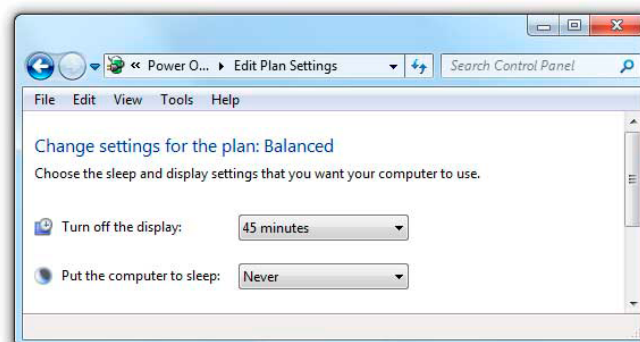 « Power O... ▸ Edit Plan Settings Search Control Panel
File Edit View Tools Help
Change settings for the plan: Balanced
Choose the sleep and display settings that you want your computer to use.
Turn off the display: 45 minutes
Put the computer to sleep: Never